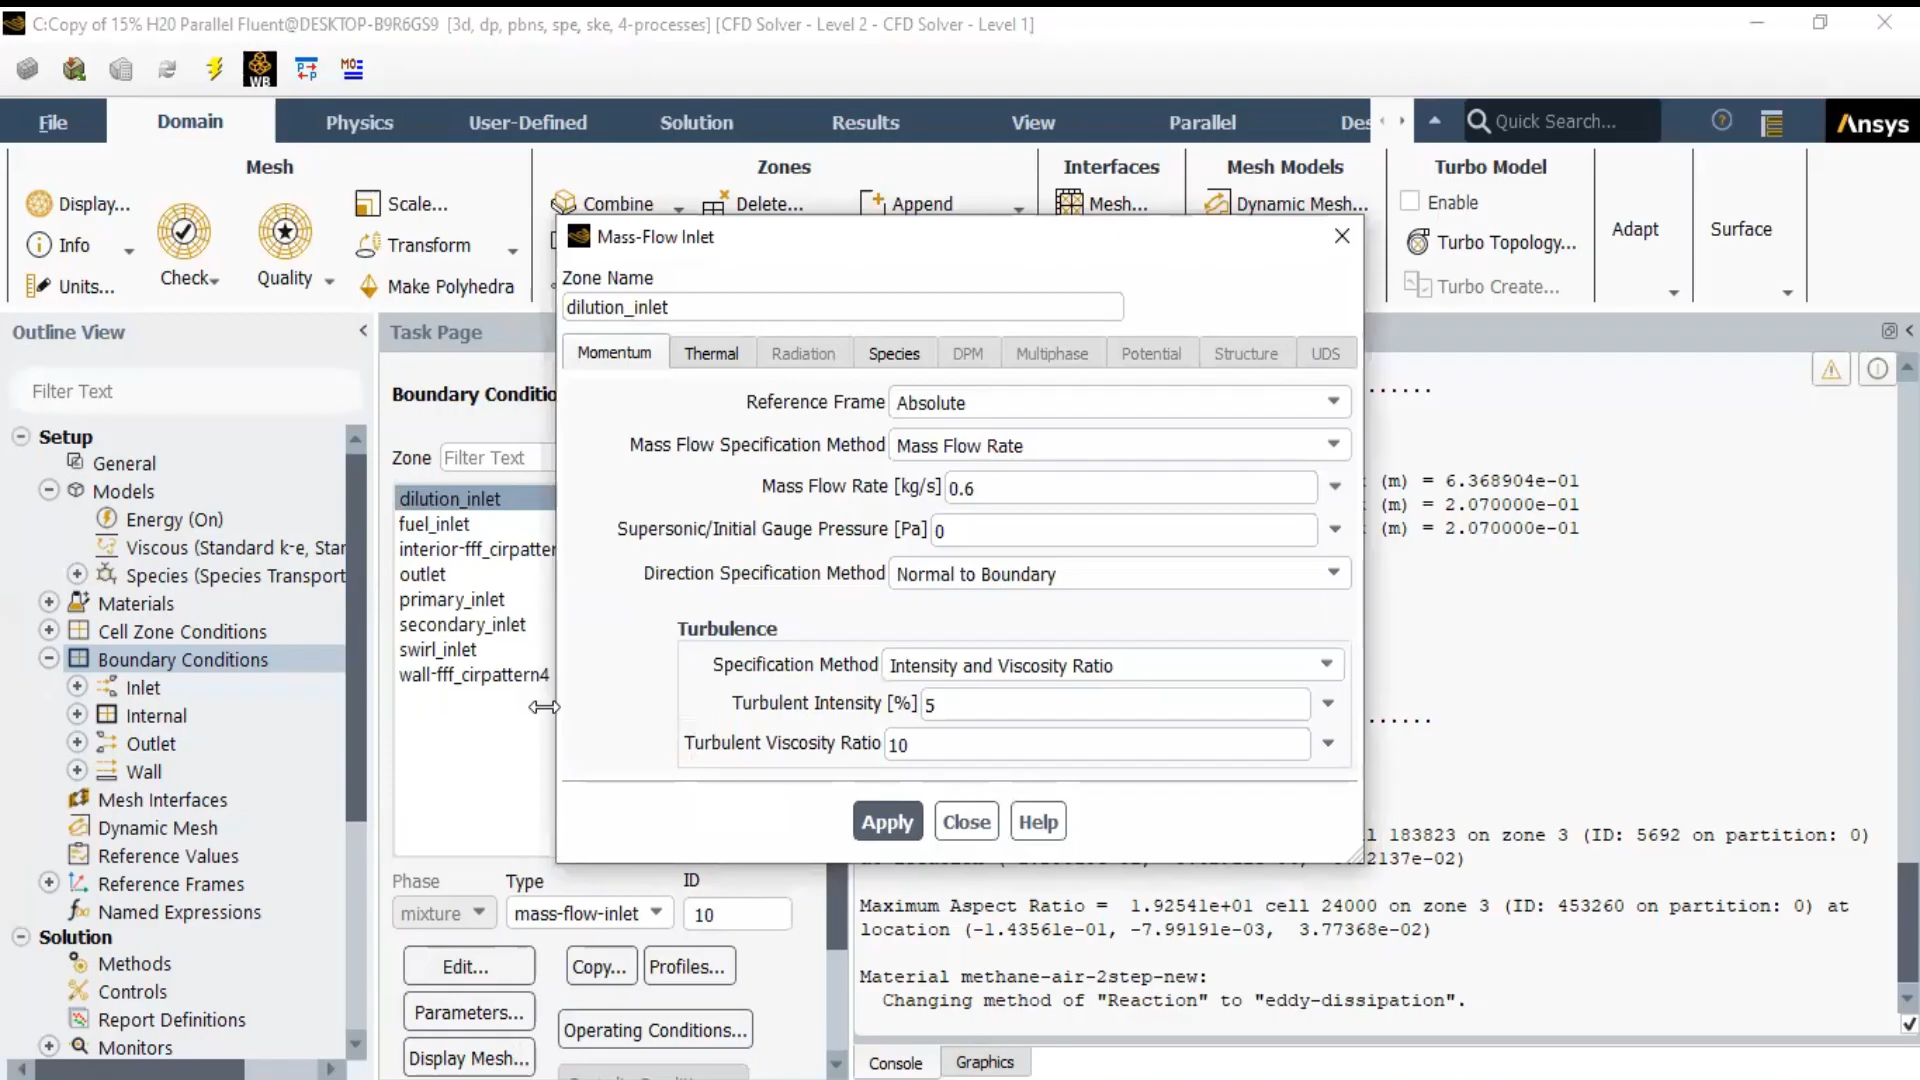 C:Copy of 15% H20 Parallel Fluent@DESKTOP-B9R6GS9 [3d, dp, pbns, spe, ske, 4-processes] [CFD Solver - Level 2 - CFD Solver - Level 1]
WB
File Domain Physics User-Defined Solution Results View Parallel Des Quick Search... Ansys
Mesh Zones Interfaces Mesh Models Turbo Model
Display... Scale... Combine Delete... Append Mesh... Dynamic Mesh... Enable
Info Transform Turbo Topology... Adapt Surface
Units... Check Quality Make Polyhedra Turbo Create...
Mass-Flow Inlet
Zone Name
dilution_inlet
Momentum Thermal Radiation Species DPM Multiphase Potential Structure UDS
Reference Frame Absolute
Mass Flow Specification Method Mass Flow Rate
Mass Flow Rate [kg/s] 0.6
Supersonic/Initial Gauge Pressure [Pa] 0
Direction Specification Method Normal to Boundary
Turbulence
Specification Method Intensity and Viscosity Ratio
Turbulent Intensity [%] 5
Turbulent Viscosity Ratio 10
Apply Close Help
Outline View
Filter Text
Setup
General
Models
Energy (On)
Viscous (Standard k-e, Star
Species (Species Transport
Materials
Cell Zone Conditions
Boundary Conditions
Inlet
Internal
Outlet
Wall
Mesh Interfaces
Dynamic Mesh
Reference Values
Reference Frames
Named Expressions
Solution
Methods
Controls
Report Definitions
Monitors
Task Page
Boundary Conditio
Zone Filter Text
dilution_inlet
fuel_inlet
interior-fff_cirpatter
outlet
primary_inlet
secondary_inlet
swirl_inlet
wall-fff_cirpattern4
Phase Type ID
mixture mass-flow-inlet 10
Edit... Copy... Profiles...
Parameters... Operating Conditions...
Display Mesh...
(m) = 6.368904e-01
(m) = 2.070000e-01
(m) = 2.070000e-01
l 183823 on zone 3 (ID: 5692 on partition: 0)
2137e-02)
Maximum Aspect Ratio = 1.92541e+01 cell 24000 on zone 3 (ID: 453260 on partition: 0) at
location (-1.43561e-01, -7.99191e-03, 3.77368e-02)
Material methane-air-2step-new:
Changing method of "Reaction" to "eddy-dissipation".
Console Graphics